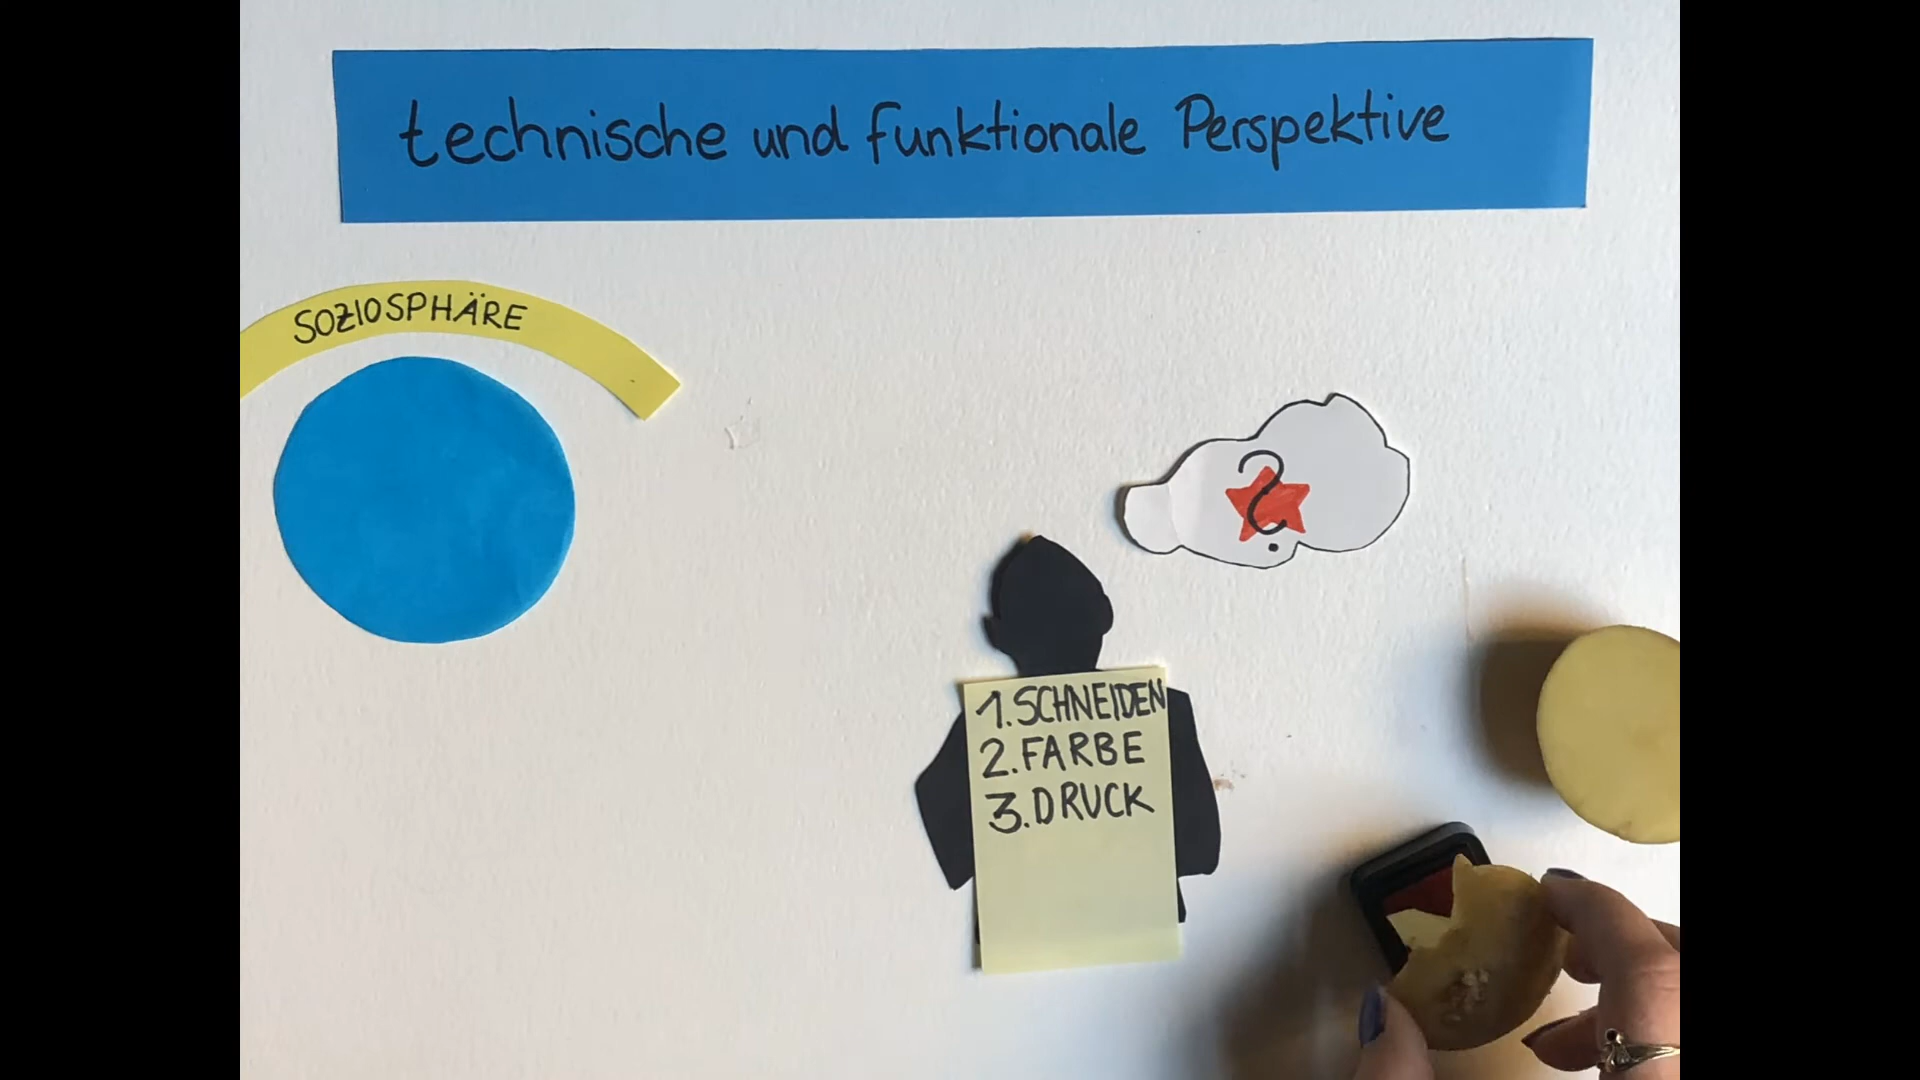 technische und funktionale Perspektive
SOZIOSPHÄRE
?
1. SCHNEIDEN
2. FARBE
3. DRUCK